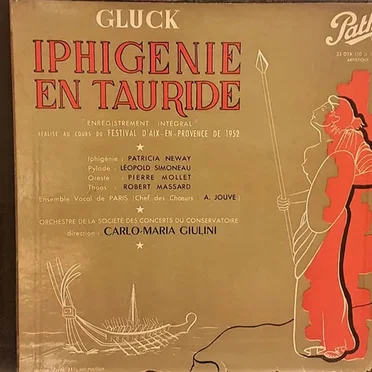 GLUCK
Pathé
IPHIGENIE
EN TAURIDE
"ENREGISTREMENT INTÉGRAL"
RÉALISÉ AU COURS DU FESTIVAL D'AIX-EN-PROVENCE DE 1952
Iphigénie : PATRICIA NEWAY
Pylade : LÉOPOLD SIMONEAU
Oreste : PIERRE MOLLET
Thoas : ROBERT MASSARD
Ensemble Vocal de PARIS (Chef des Chœurs : A. JOUVE)
ORCHESTRE DE LA SOCIÉTÉ DES CONCERTS DU CONSERVATOIRE
direction : CARLO-MARIA GIULINI